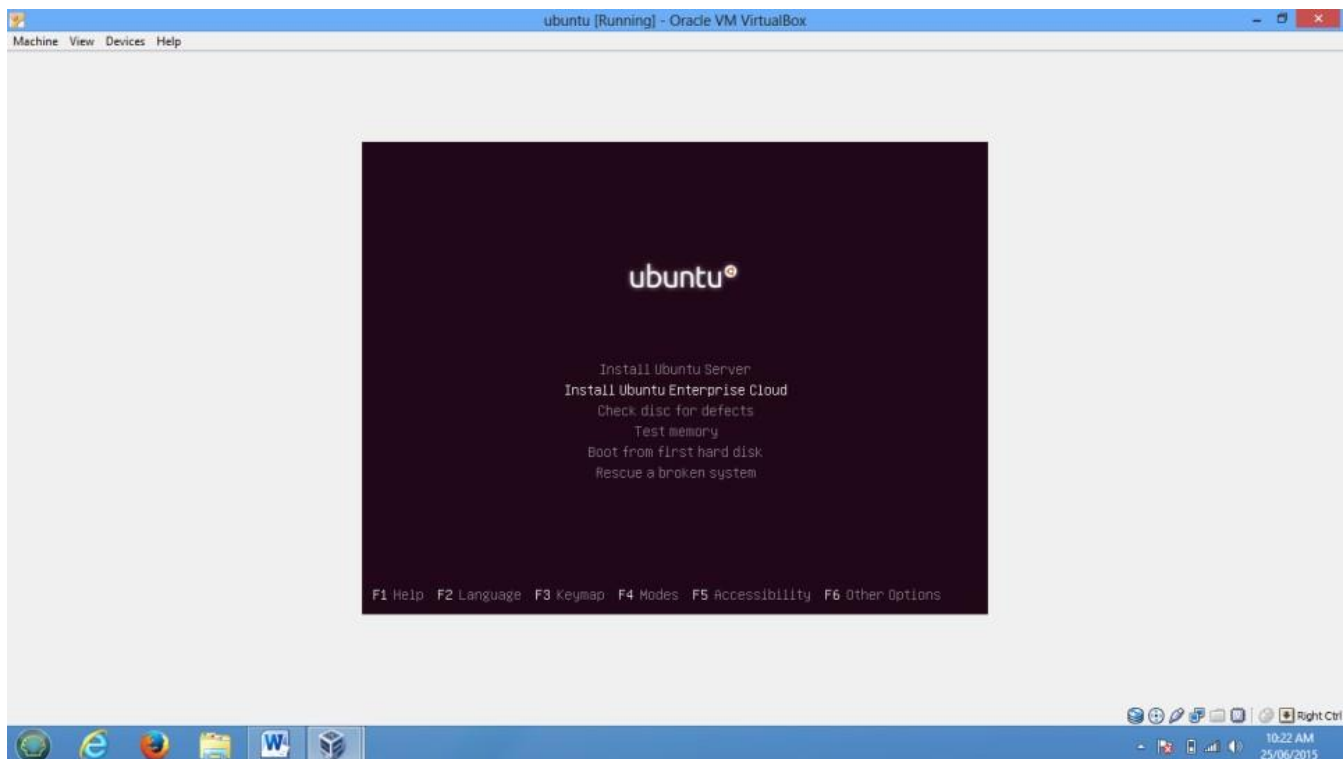 ubuntu [Running] - Oracle VM VirtualBox
Machine View Devices Help
ubuntu
Install Ubuntu Server
Install Ubuntu Enterprise Cloud
Check disc for defects
Test memory
Boot from first hard disk
Rescue a broken system
F1 Help F2 Language F3 Keymap F4 Modes F5 Accessibility F6 Other Options
Right Ctrl
10:22 AM
25/06/2015